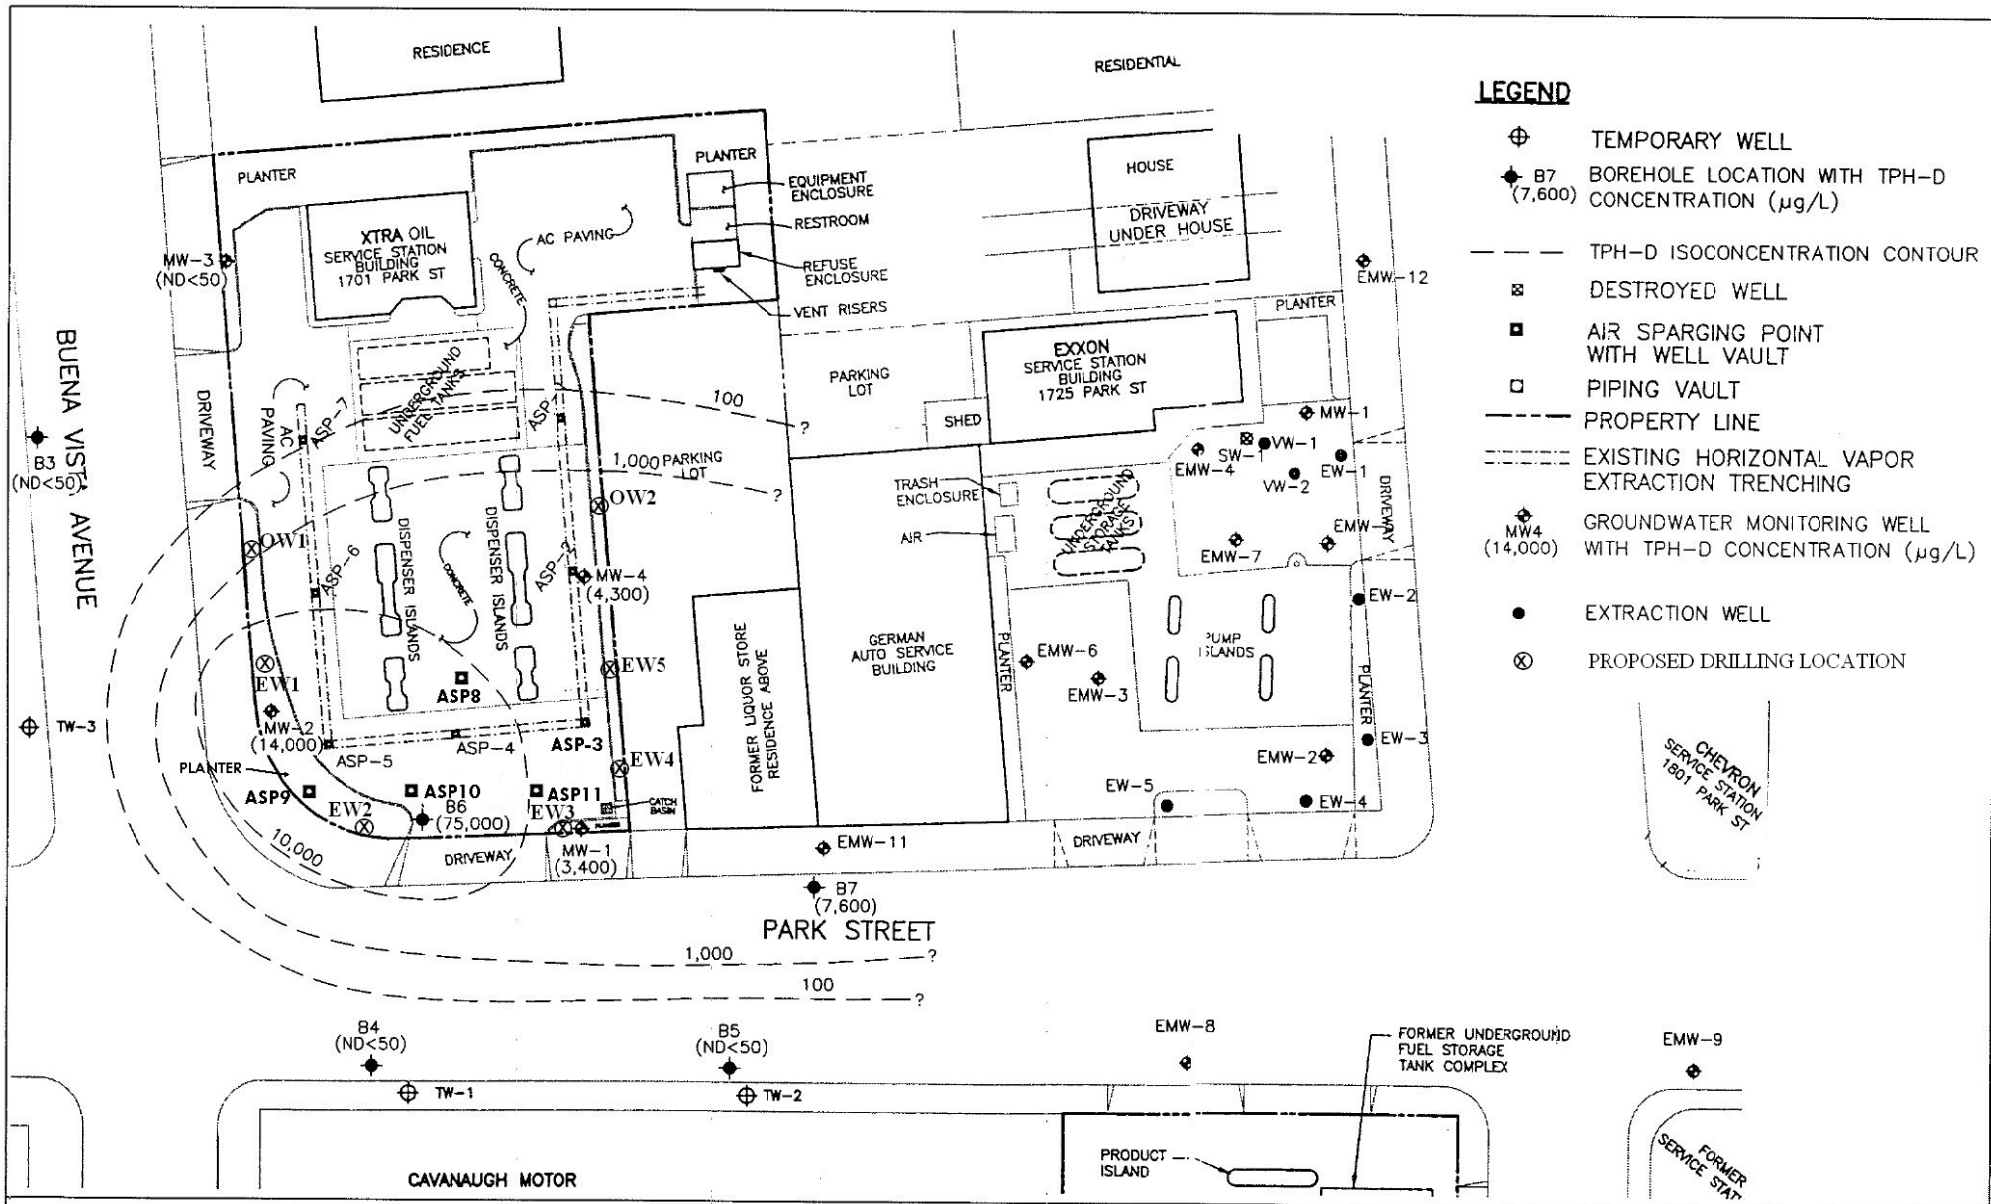 RESIDENCE
RESIDENTIAL
PLANTER
PLANTER
EQUIPMENT
ENCLOSURE
RESTROOM
REFUSE
ENCLOSURE
VENT RISERS
AC PAVING
CONCRETE
XTRA OIL
SERVICE STATION
BUILDING
1701 PARK ST
MW-3
(ND<50)
HOUSE
DRIVEWAY
UNDER HOUSE
EMW-12
PLANTER
EXXON
SERVICE STATION
BUILDING
1725 PARK ST
PARKING
LOT
SHED
BUENA VISTA AVENUE
DRIVEWAY
AC
PAVING
ASP-7
UNDERGROUND
FUEL TANKS
100
?
1,000
PARKING
LOT
?
B3
(ND<50)
OW1
OW2
ASP-6
DISPENSER ISLANDS
DISPENSER ISLANDS
CONCRETE
ASP-2
MW-4
(4,300)
EW1
EW5
MW-2
(14,000)
ASP8
ASP-5
ASP-4
ASP-3
TW-3
PLANTER
ASP9
ASP10
ASP11
EW4
EW2
B6
(75,000)
EW3
CATCH
BASIN
10,000
DRIVEWAY
MW-1
(3,400)
FORMER LIQUOR STORE
RESIDENCE ABOVE
GERMAN
AUTO SERVICE
BUILDING
TRASH
ENCLOSURE
AIR
UNDERGROUND
STORAGE
TANKS
MW-1
VW-1
SW-1
EMW-4
EW-1
VW-2
DRIVEWAY
EMW-7
EW-2
EMW-6
EMW-3
PLANTER
PLANTER
EMW-2
EW-3
EW-5
EW-4
DRIVEWAY
EMW-11
B7
(7,600)
PARK STREET
1,000
?
100
?
B4
(ND<50)
B5
(ND<50)
TW-1
TW-2
EMW-8
EMW-9
FORMER UNDERGROUND
FUEL STORAGE
TANK COMPLEX
PRODUCT
ISLAND
CAVANAUGH MOTOR
CHEVRON
SERVICE STATION
1801 PARK ST
FORMER
LEGEND
TEMPORARY WELL
B7
(7,600)
BOREHOLE LOCATION WITH TPH-D
CONCENTRATION (µg/L)
TPH-D ISOCONCENTRATION CONTOUR
DESTROYED WELL
AIR SPARGING POINT
WITH WELL VAULT
PIPING VAULT
PROPERTY LINE
EXISTING HORIZONTAL VAPOR
EXTRACTION TRENCHING
MW4
(14,000)
GROUNDWATER MONITORING WELL
WITH TPH-D CONCENTRATION (µg/L)
EXTRACTION WELL
PROPOSED DRILLING LOCATION